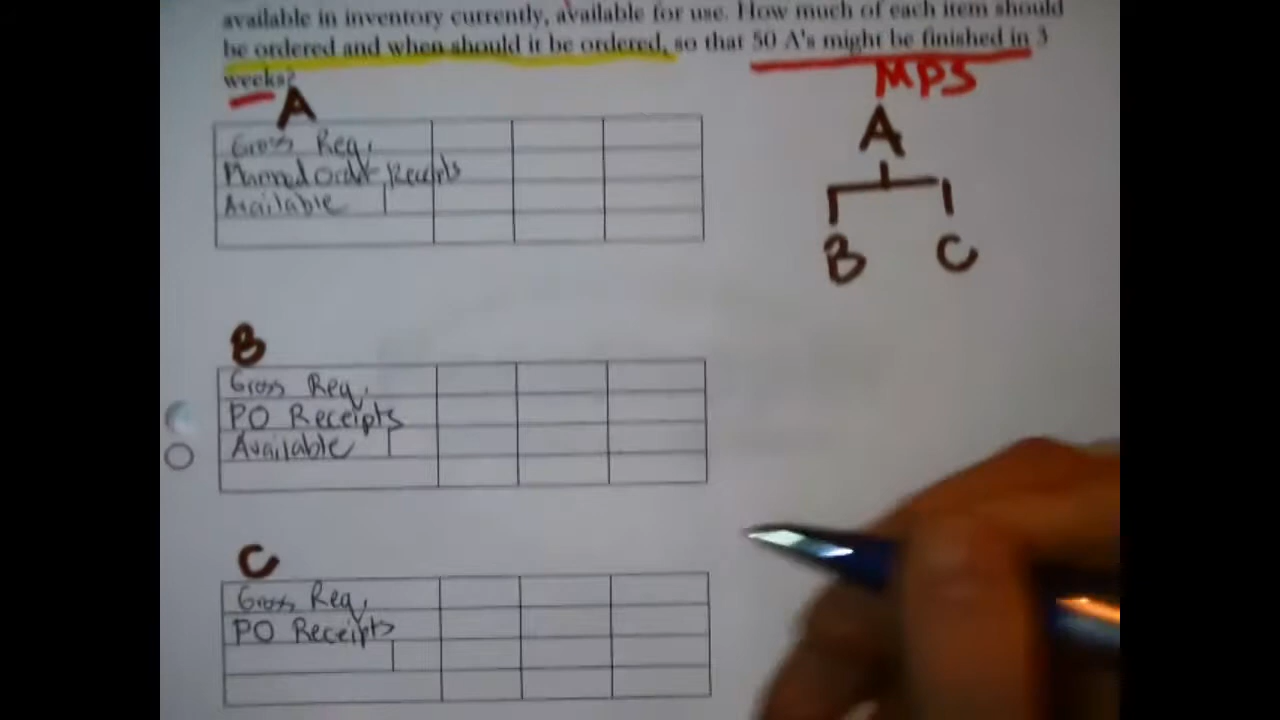 available in inventory currently, available for use. How much of each item should
be ordered and when should it be ordered, so that 50 A's might be finished in 3
weeks?
MPS
A
Gross Req.
Planned Order Receipts
Available
A
B C
B
Gross Req.
PO Receipts
Available
C
Gross Req.
PO Receipts